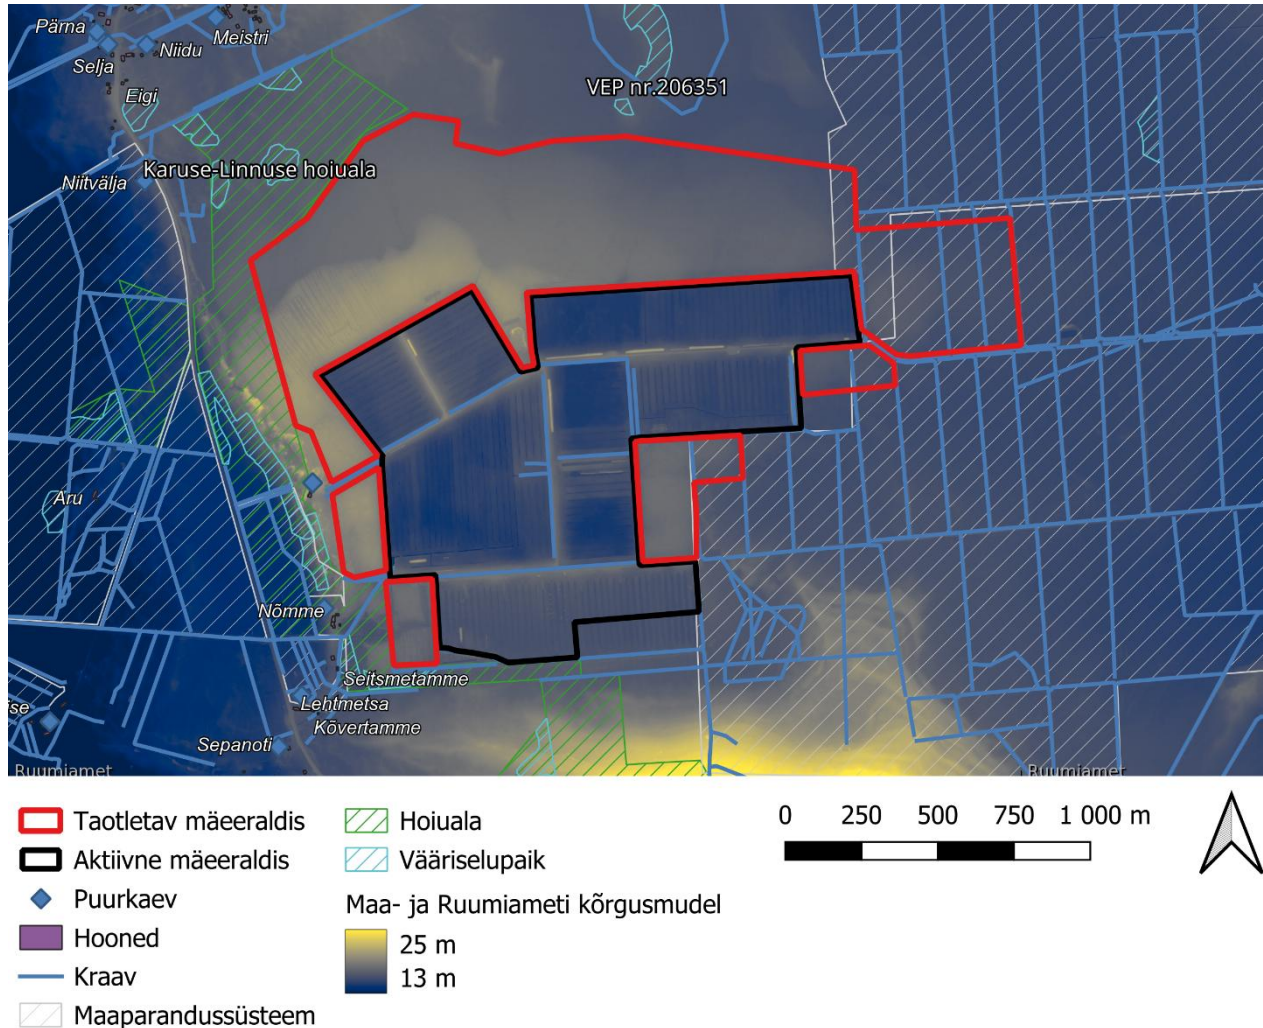 Pärna
Meistri
Niidu
Selja
VEP nr.206351
Eigi
Karuse-Linnuse hoiuala
Niitvälja
Aru
Nõmme
Seitsmetamme
Lehtmetsa
ise
Kõvertamme
Sepanoti
Ruumiamet
Ruumiamet
Taotletav mäeeraldis
Aktiivne mäeeraldis
Puurkaev
Hooned
Kraav
Maaparandussüsteem
Hoiuala
Vääriselupaik
Maa- ja Ruumiameti kõrgusmudel
25 m
13 m
0 250 500 750 1 000 m